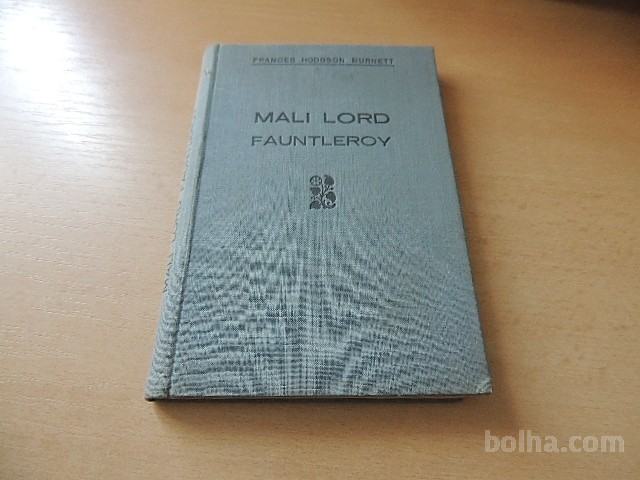 FRANCES HODGSON BURNETT
MALI LORD
FAUNTLEROY
bolha.com